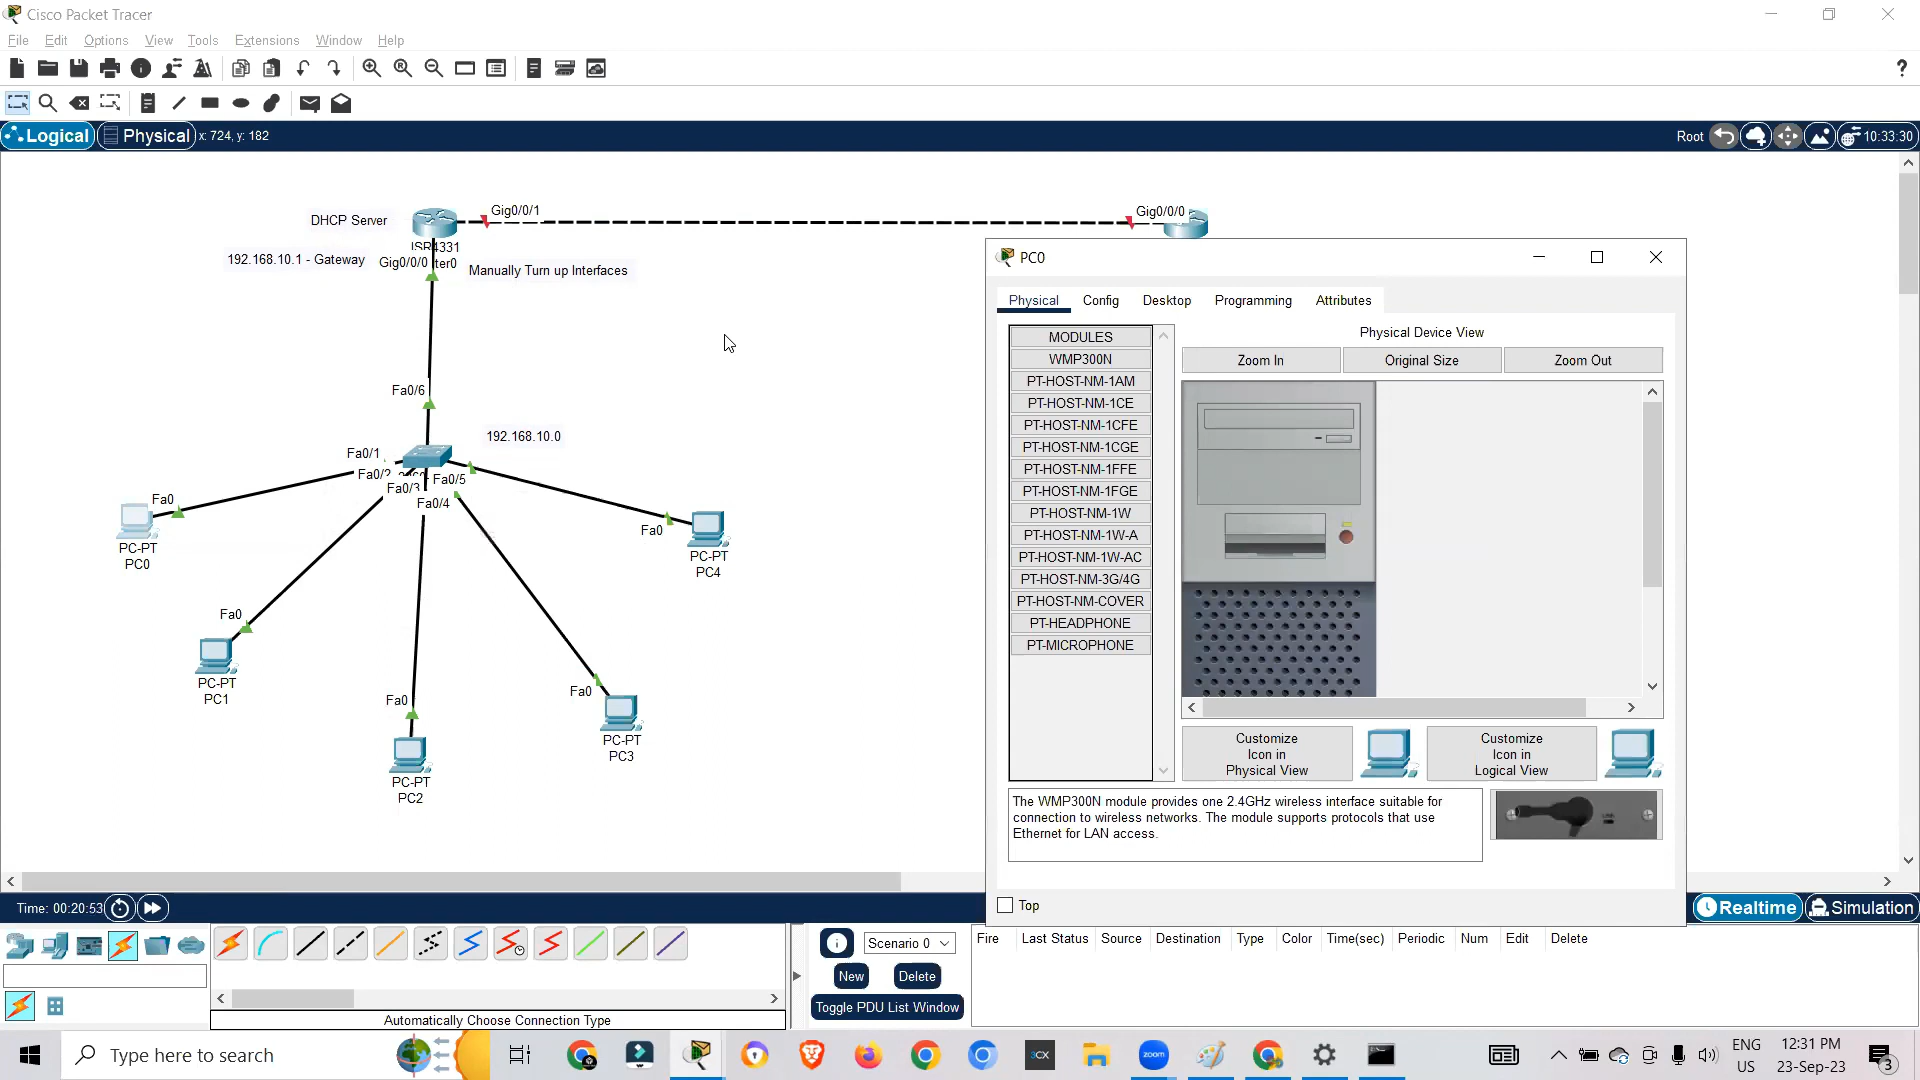 Cisco Packet Tracer
File Edit Options View Tools Extensions Window Help
?
Logical Physical x: 724, y: 182
Root 10:33:30
DHCP Server
Gig0/0/1
Gig0/0/0
ISR4331
192.168.10.1 - Gateway
Gig0/0/0 ter0
Manually Turn up Interfaces
Fa0/6
192.168.10.0
Fa0/1
Fa0/2
Fa0/5
Fa0/3
Fa0/4
Fa0
PC-PT
PC0
Fa0
PC-PT
PC4
Fa0
PC-PT
PC1
Fa0
PC-PT
PC2
Fa0
PC-PT
PC3
PC0
Physical Config Desktop Programming Attributes
MODULES
WMP300N
PT-HOST-NM-1AM
PT-HOST-NM-1CE
PT-HOST-NM-1CFE
PT-HOST-NM-1CGE
PT-HOST-NM-1FFE
PT-HOST-NM-1FGE
PT-HOST-NM-1W
PT-HOST-NM-1W-A
PT-HOST-NM-1W-AC
PT-HOST-NM-3G/4G
PT-HOST-NM-COVER
PT-HEADPHONE
PT-MICROPHONE
Physical Device View
Zoom In Original Size Zoom Out
Customize
Icon in
Physical View
Customize
Icon in
Logical View
The WMP300N module provides one 2.4GHz wireless interface suitable for
connection to wireless networks. The module supports protocols that use
Ethernet for LAN access.
Top
Time: 00:20:53
Realtime Simulation
Scenario 0
New Delete
Toggle PDU List Window
Fire Last Status Source Destination Type Color Time(sec) Periodic Num Edit Delete
Automatically Choose Connection Type
Type here to search
3CX
zoom
ENG
US
12:31 PM
23-Sep-23
3